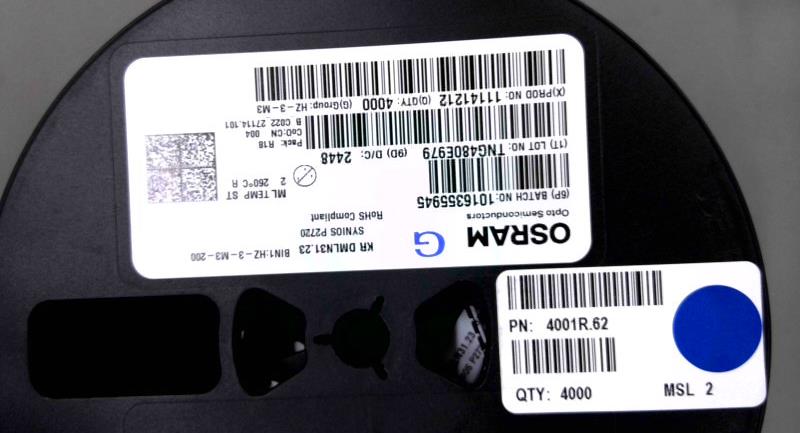 OSRAM
Opto Semiconductors
G
KR DMLN31.23 BIN1:HZ-3-M3-200
SYNIOS P2720
RoHS Compliant
(6P) BATCH NO:1016355945
ML TEMP ST
2 260°C R
(1T) LOT NO: TNG480E979 (9D) D/C: 2448
Pack: R18
CoO:CN 004
B C022_27114.101
(X)PROD NO: 11141212 (Q)QTY: 4000 (G)Group: HZ-3-M3
PN: 4001R.62
QTY: 4000 MSL 2